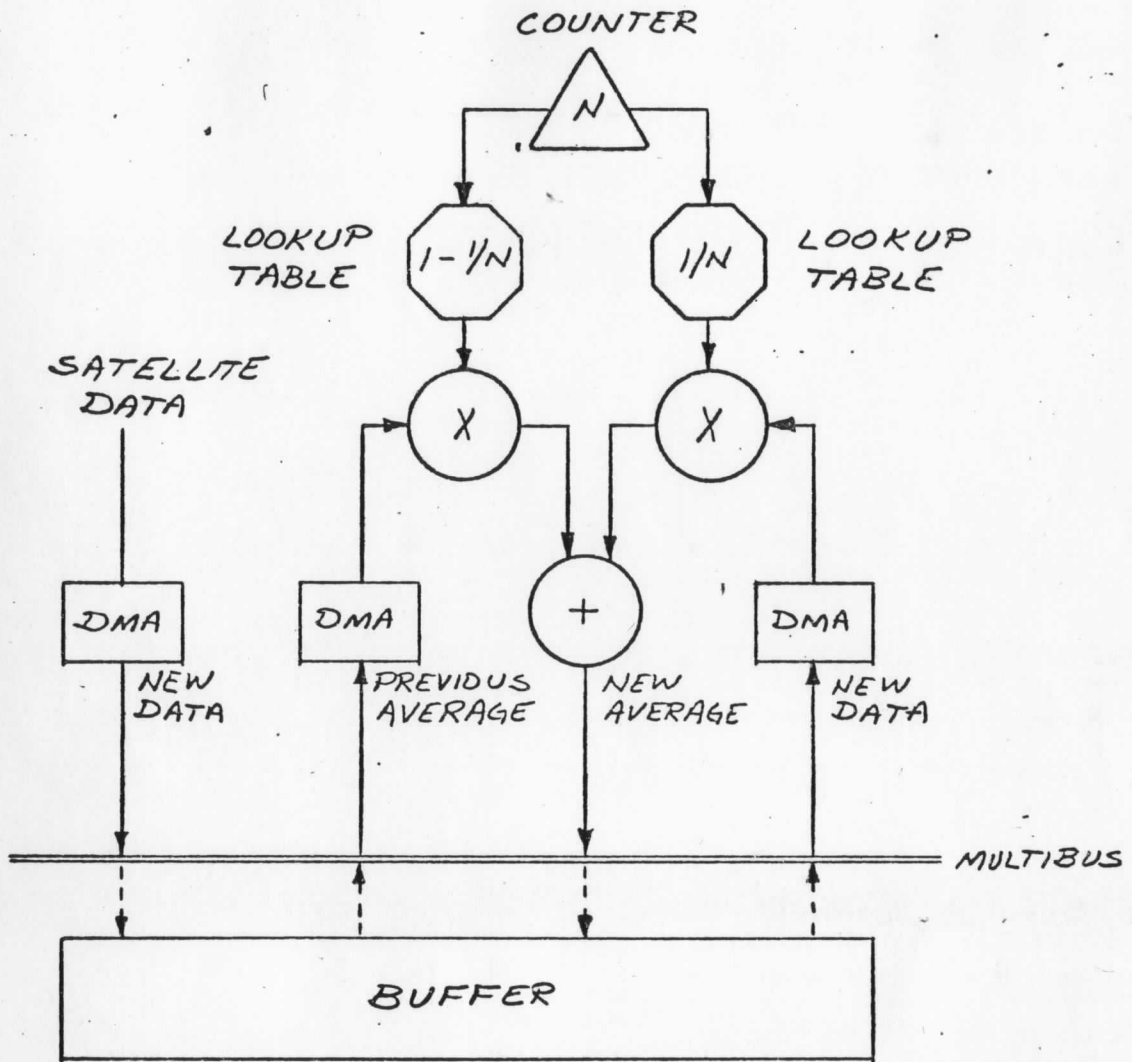 COUNTER
N
LOOKUP
TABLE
1-1/N
1/N
LOOKUP
TABLE
SATELLITE
DATA
X
X
DMA
DMA
+
DMA
NEW
DATA
PREVIOUS
AVERAGE
NEW
AVERAGE
NEW
DATA
MULTIBUS
BUFFER